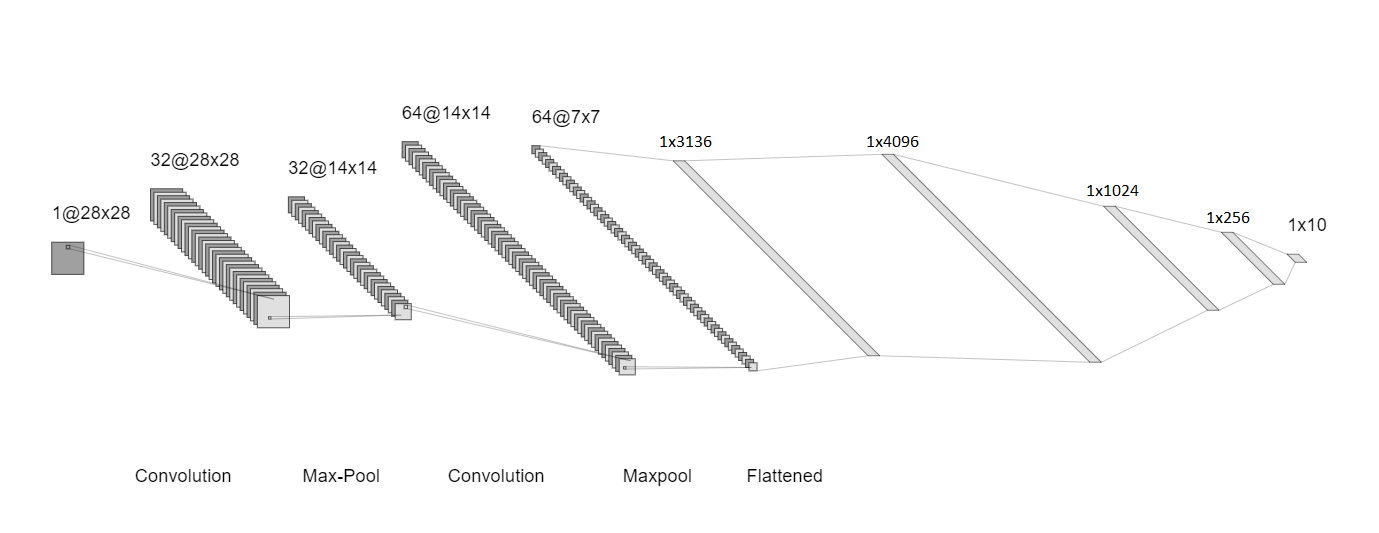 1@28x28
32@28x28
32@14x14
64@14x14
64@7x7
1x3136
1x4096
1x1024
1x256
1x10
Convolution
Max-Pool
Convolution
Maxpool
Flattened